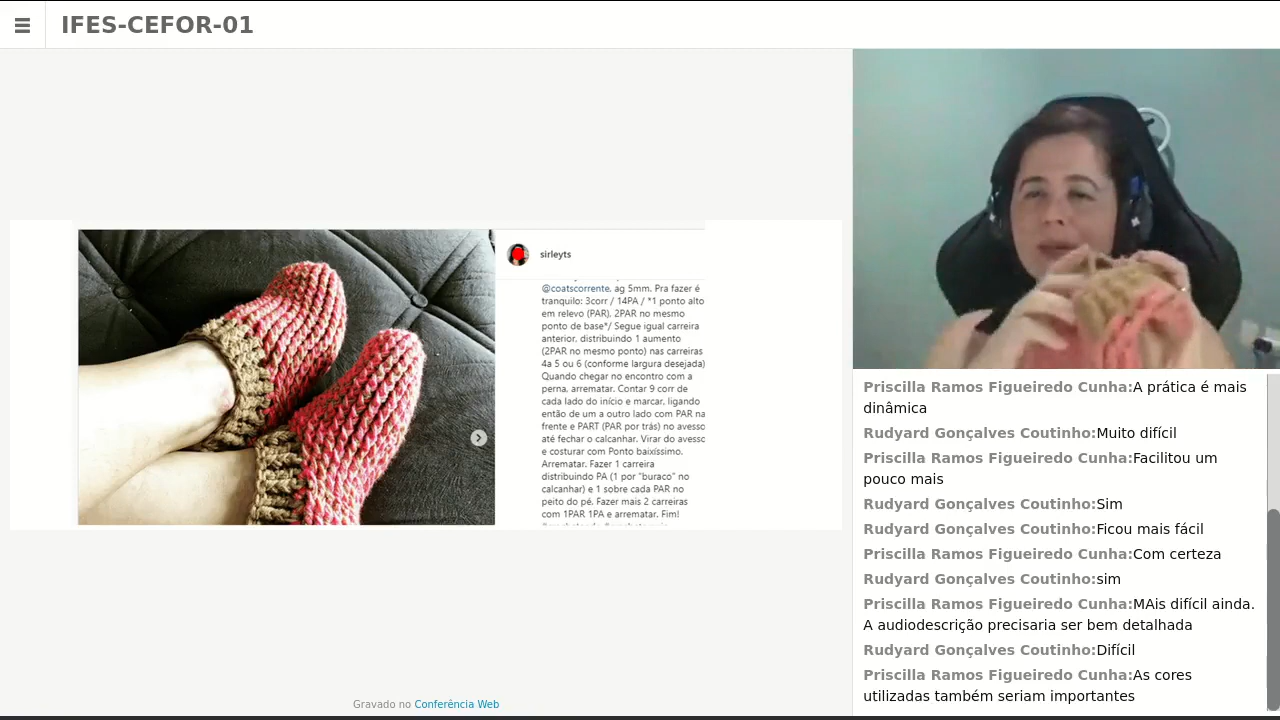 IFES-CEFOR-01
sirleyts
@coatscorrente, ag 5mm. Pra fazer é
tranquilo: 3corr / 14PA / *1 ponto alto
em relevo (PAR), 2PAR no mesmo
ponto de base*/ Segue igual carreira
anterior, distribuindo 1 aumento
(2PAR no mesmo ponto) nas carreiras
4a 5 ou 6 (conforme largura desejada)
Quando chegar no encontro com a
perna, arrematar. Contar 9 corr de
cada lado do início e marcar, ligando
então de um a outro lado com PAR na
frente e PART (PAR por trás) no avesso
até fechar o calcanhar. Virar do avesso
e costurar com Ponto baixíssimo.
Arrematar. Fazer 1 carreira
distribuindo PA (1 por "buraco" no
calcanhar) e 1 sobre cada PAR no
peito do pé. Fazer mais 2 carreiras
com 1PAR 1PA e arrematar. Fim!
Gravado no Conferência Web
Priscilla Ramos Figueiredo Cunha:A prática é mais
dinâmica
Rudyard Gonçalves Coutinho:Muito difícil
Priscilla Ramos Figueiredo Cunha:Facilitou um
pouco mais
Rudyard Gonçalves Coutinho:Sim
Rudyard Gonçalves Coutinho:Ficou mais fácil
Priscilla Ramos Figueiredo Cunha:Com certeza
Rudyard Gonçalves Coutinho:sim
Priscilla Ramos Figueiredo Cunha:MAis difícil ainda.
A audiodescrição precisaria ser bem detalhada
Rudyard Gonçalves Coutinho:Difícil
Priscilla Ramos Figueiredo Cunha:As cores
utilizadas também seriam importantes